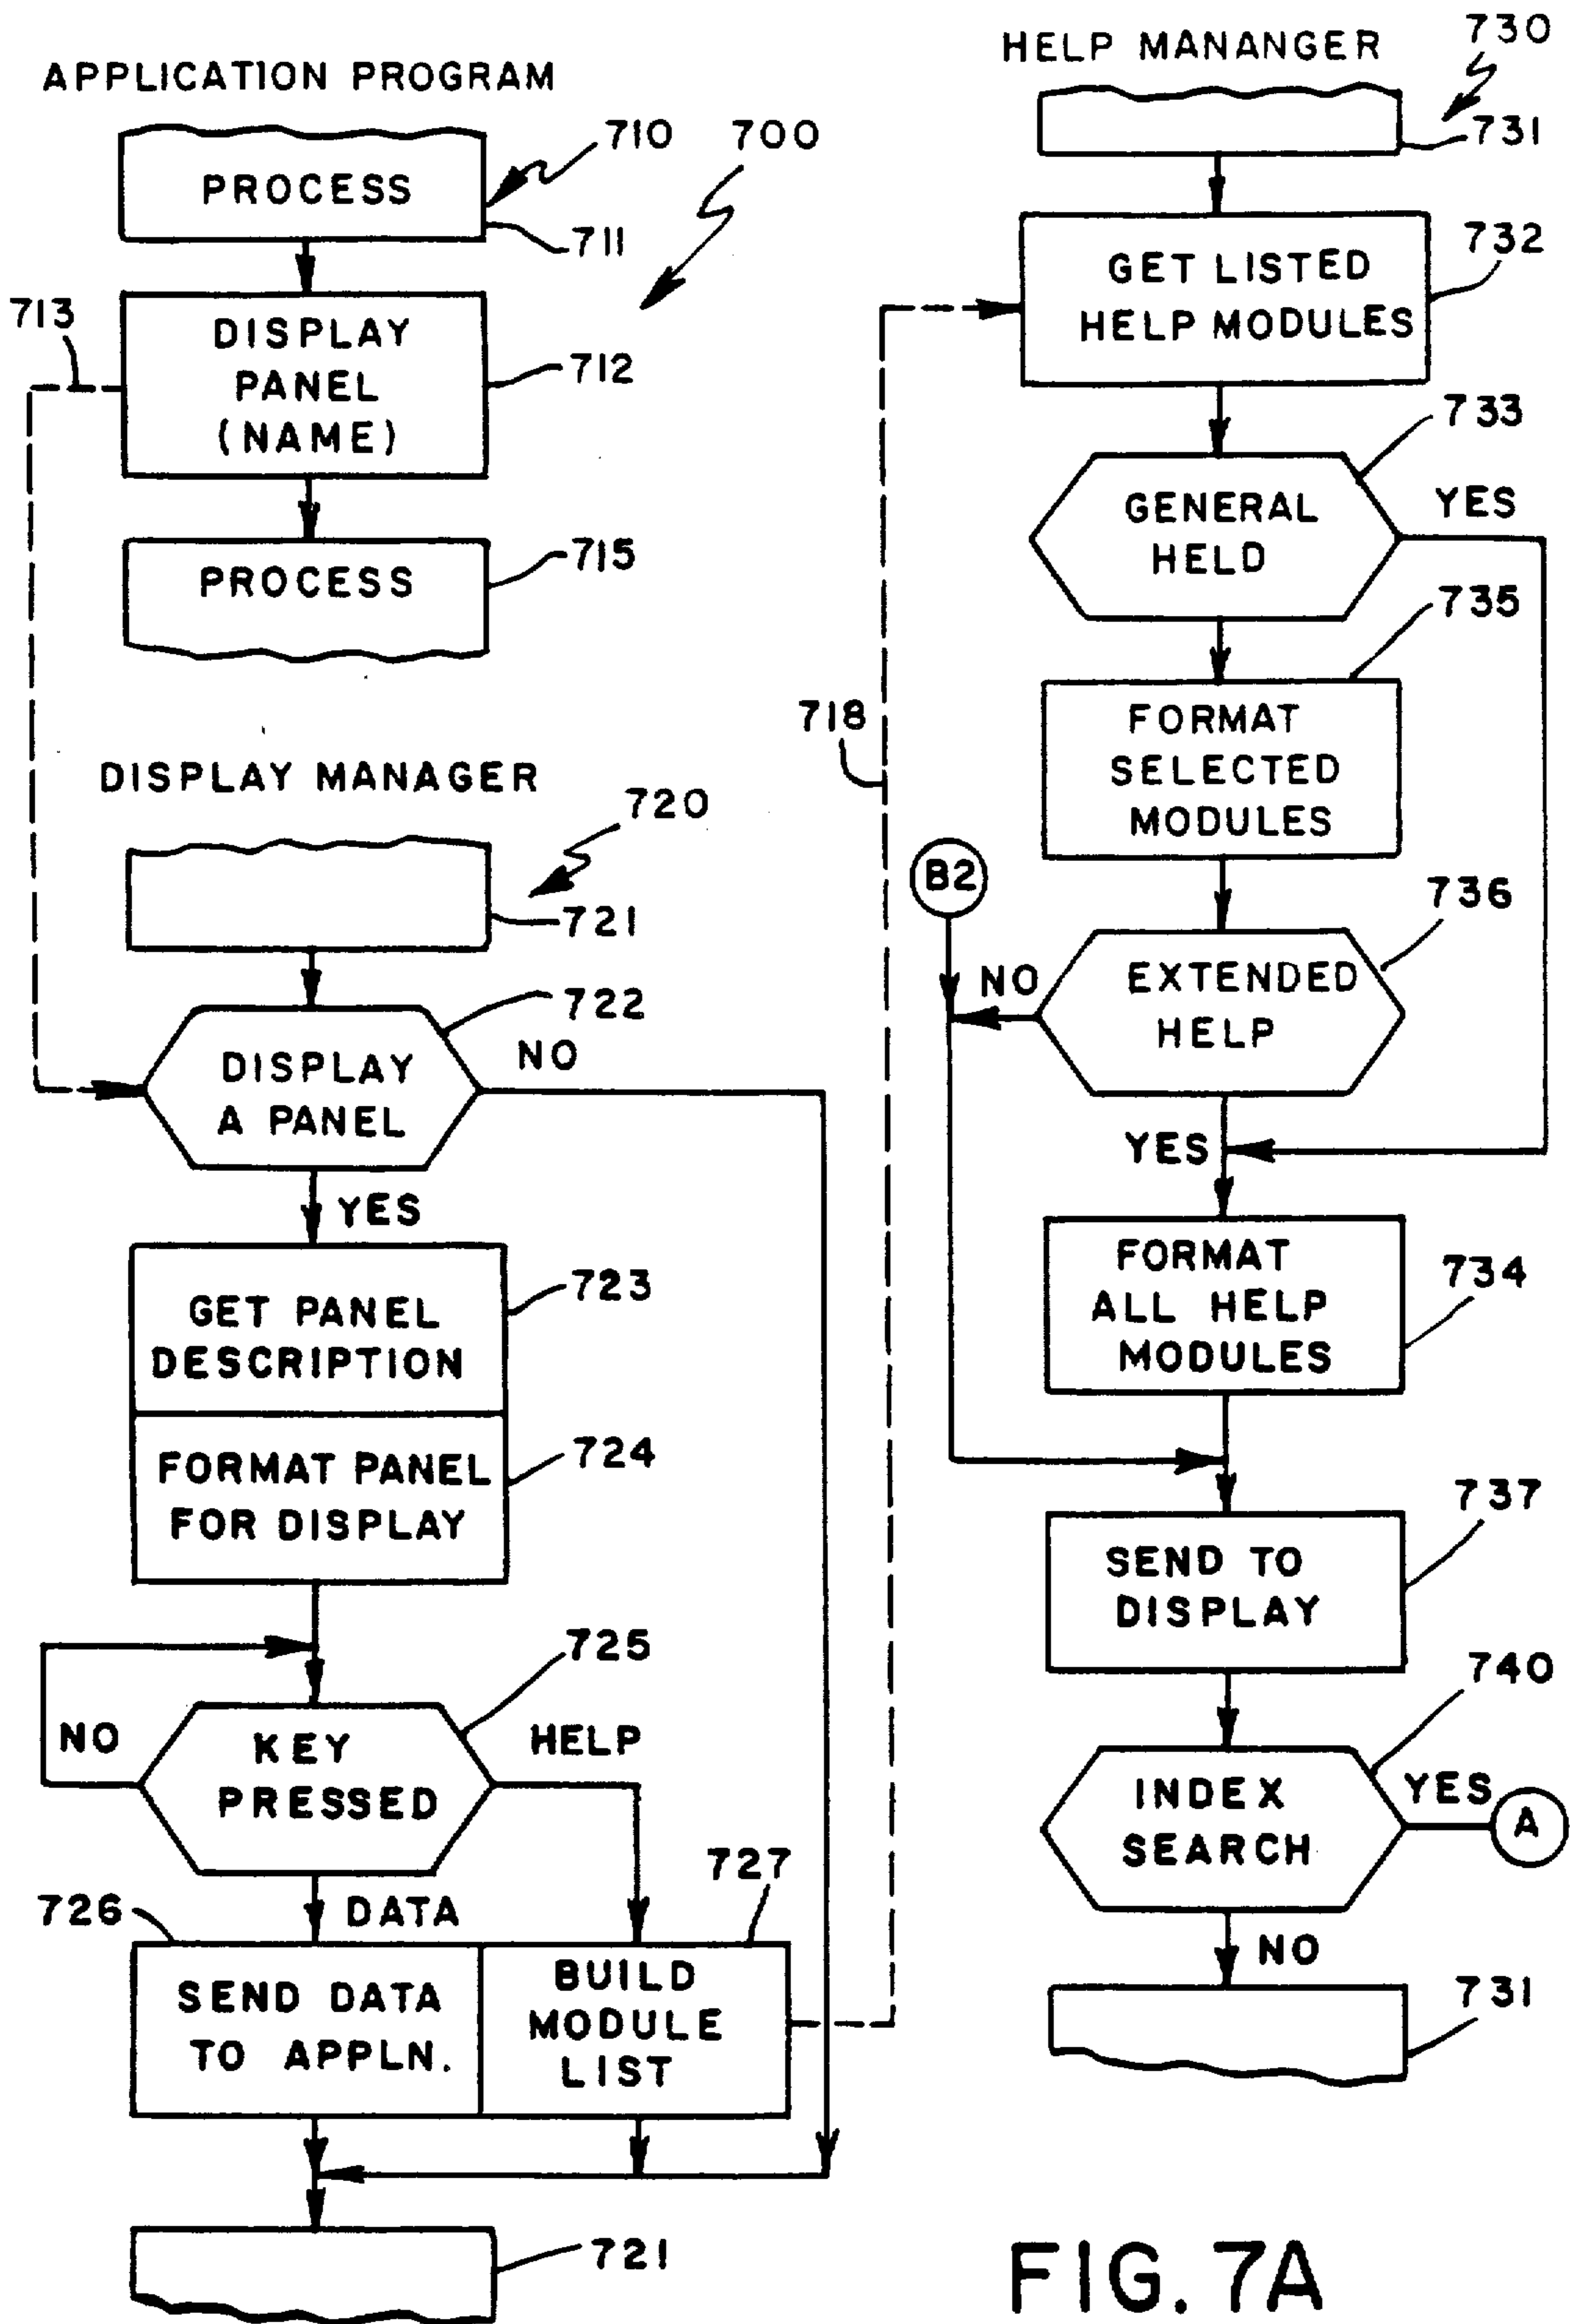 APPLICATION PROGRAM
710
700
PROCESS
711
713
DISPLAY
PANEL
(NAME)
712
715
PROCESS
DISPLAY MANAGER
720
721
722
DISPLAY
A PANEL
NO
YES
723
GET PANEL
DESCRIPTION
724
FORMAT PANEL
FOR DISPLAY
725
NO
KEY
PRESSED
HELP
727
726
DATA
SEND DATA
TO APPLN.
BUILD
MODULE
LIST
721
718
HELP MANANGER
730
731
732
GET LISTED
HELP MODULES
733
GENERAL
HELD
YES
735
FORMAT
SELECTED
MODULES
B2
736
NO
EXTENDED
HELP
YES
FORMAT
ALL HELP
MODULES
734
737
SEND TO
DISPLAY
740
INDEX
SEARCH
YES
A
NO
731
FIG. 7A